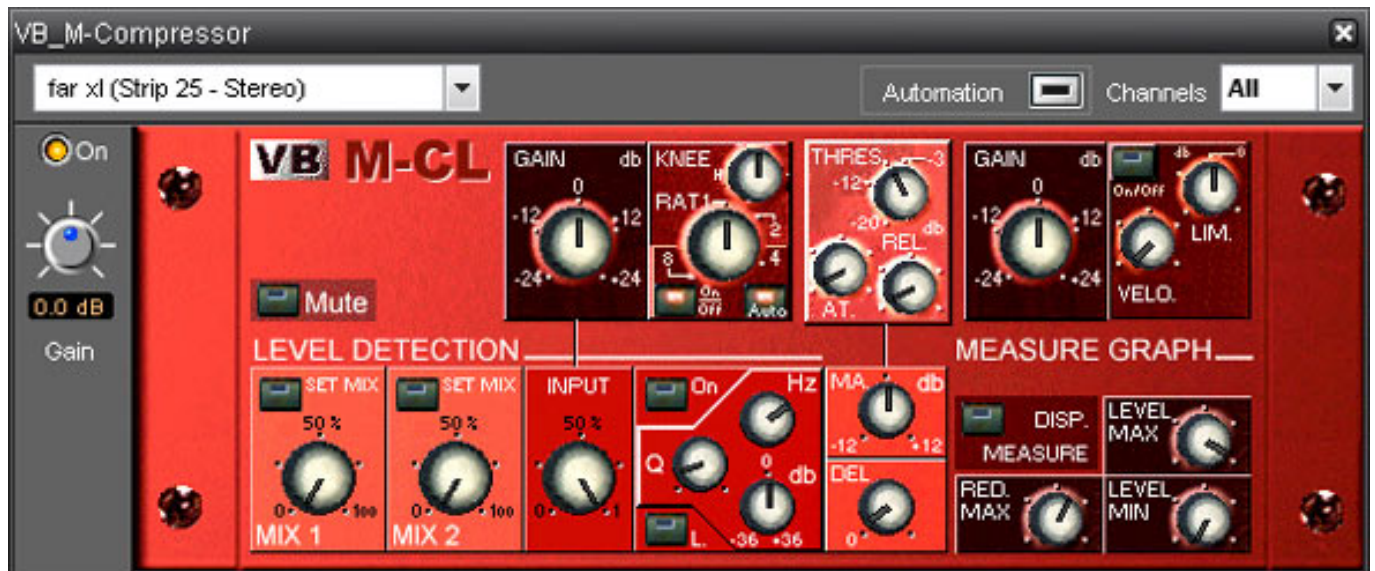 VB_M-Compressor
far xl (Strip 25 - Stereo)
Automation
Channels All
On
0.0 dB
Gain
VB M-CL
Mute
GAIN db
0
-12 +12
-24 +24
KNEE
H
RAT1
2
8 4
On
Off Auto
THRES. -3
-12
-20 db
REL.
AT.
GAIN db
0
-12 +12
-24 +24
On/Off
db 0
LIM.
VELO.
LEVEL DETECTION
MEASURE GRAPH
SET MIX
50 %
0 100
MIX 1
SET MIX
50 %
0 100
MIX 2
INPUT
50 %
0 1
On Hz
Q
0
db
L. -36 +36
MA. db
-12 +12
DEL
0
DISP.
MEASURE
LEVEL
MAX
RED.
MAX
LEVEL
MIN